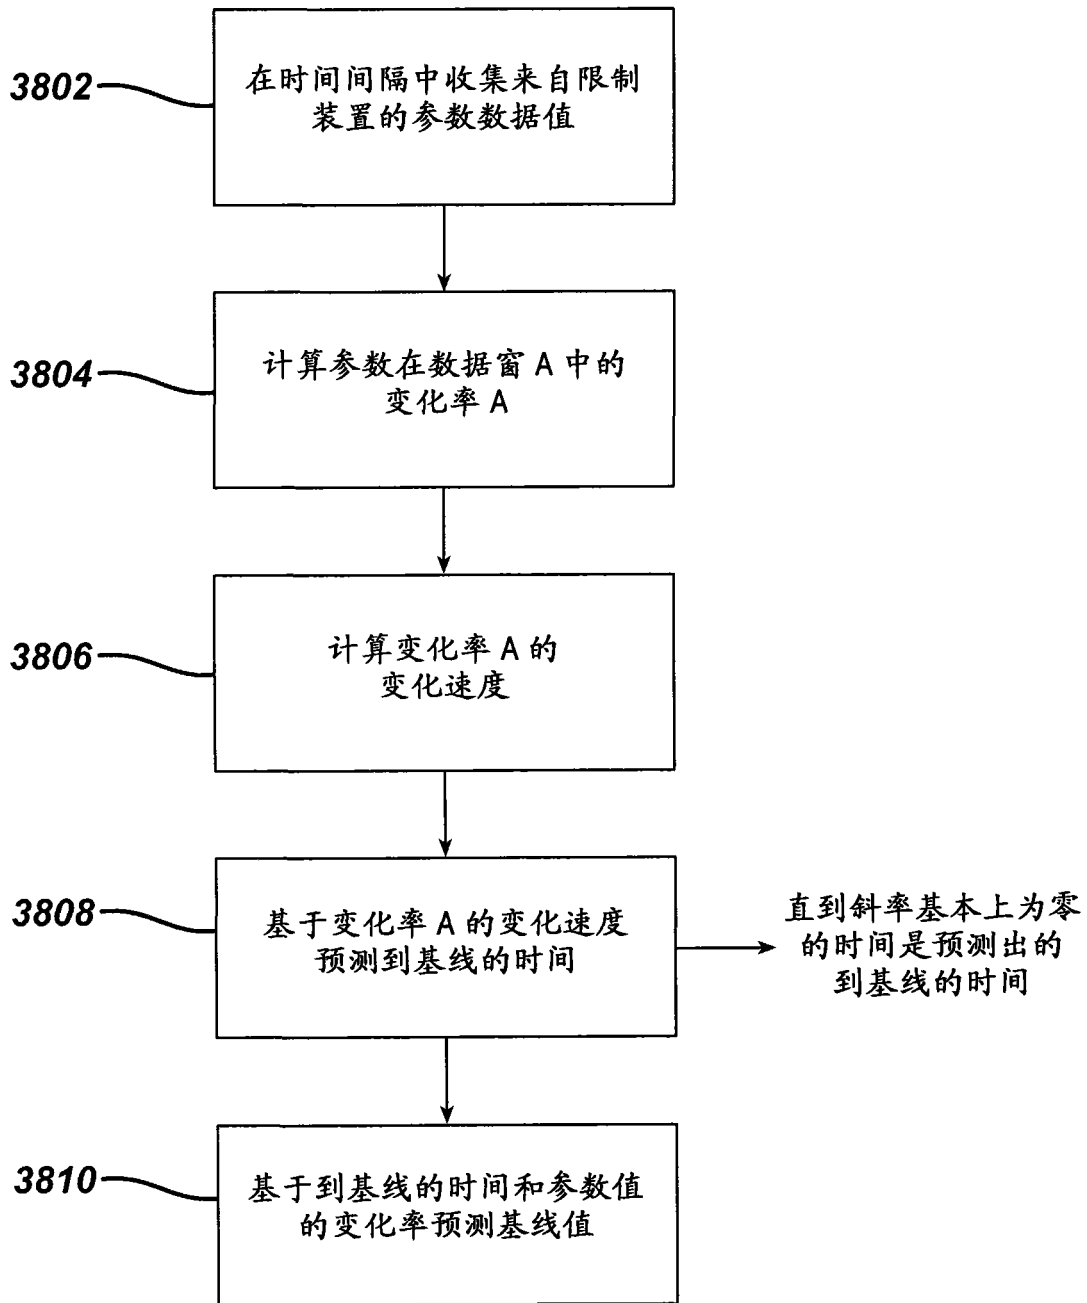 3802
在时间间隔中收集来自限制
装置的参数数据值
3804
计算参数在数据窗 A 中的
变化率 A
3806
计算变化率 A 的
变化速度
3808
基于变化率 A 的变化速度
预测到基线的时间
直到斜率基本上为零
的时间是预测出的
到基线的时间
3810
基于到基线的时间和参数值
的变化率预测基线值